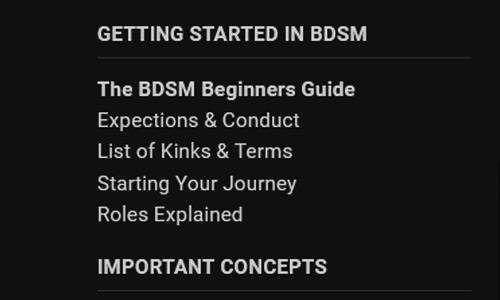 GETTING STARTED IN BDSM
The BDSM Beginners Guide
Expections & Conduct
List of Kinks & Terms
Starting Your Journey
Roles Explained
IMPORTANT CONCEPTS